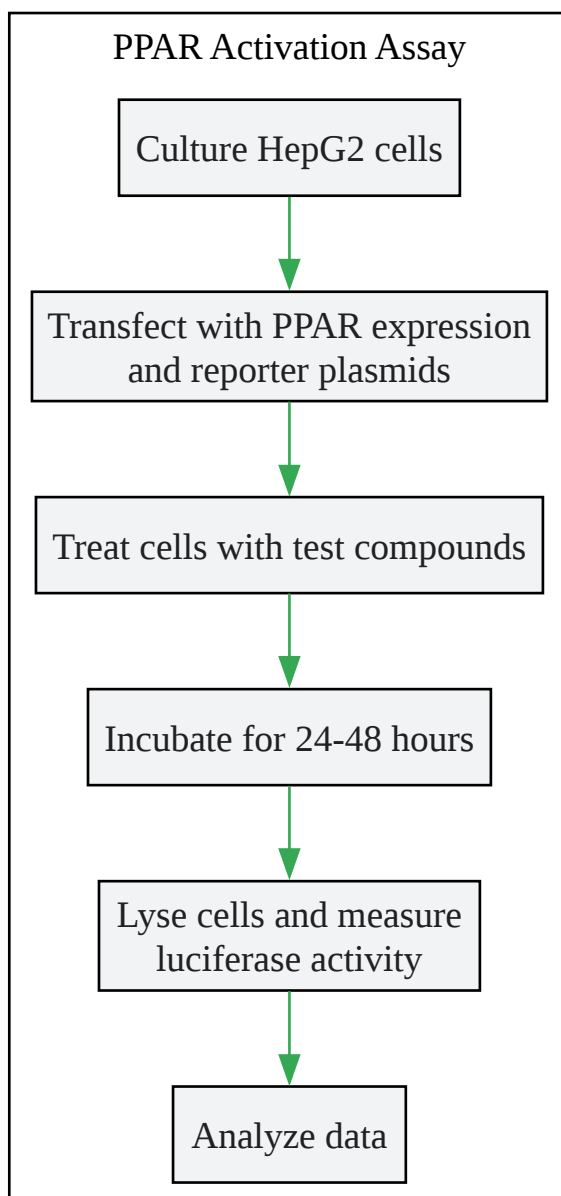 PPAR Activation Assay
Culture HepG2 cells
Transfect with PPAR expression
and reporter plasmids
Treat cells with test compounds
Incubate for 24-48 hours
Lyse cells and measure
luciferase activity
Analyze data